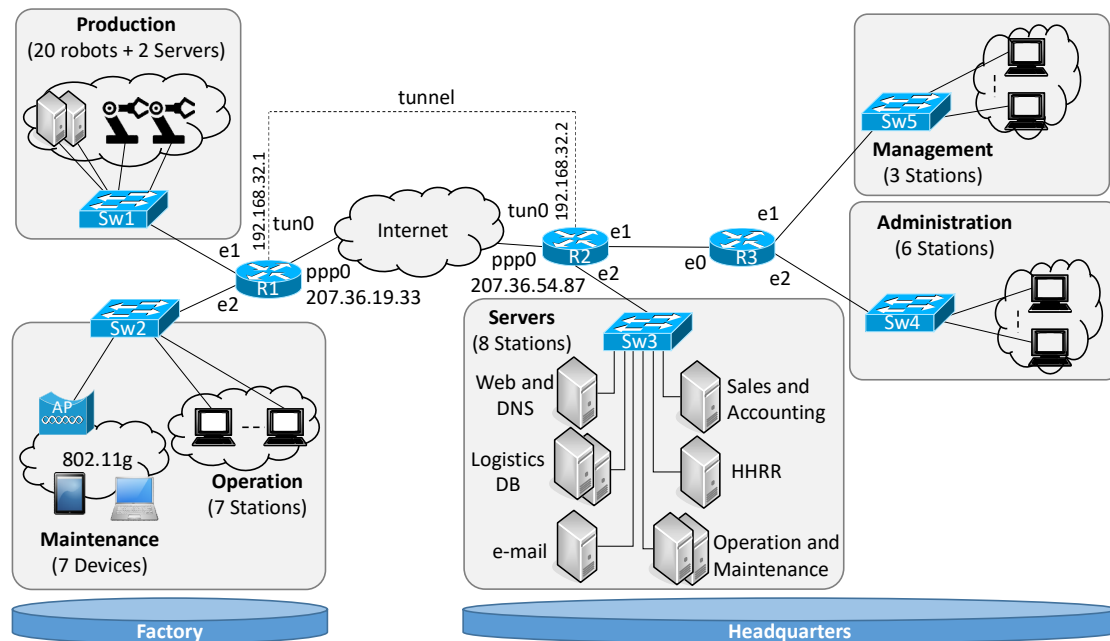 Production
(20 robots + 2 Servers)
Sw1
tunnel
192.168.32.1
tun0
e1
R1
e2
ppp0
207.36.19.33
Internet
192.168.32.2
tun0
ppp0
207.36.54.87
R2
e1
e2
e0
R3
e1
e2
Sw5
Management
(3 Stations)
Administration
(6 Stations)
Sw4
Sw2
AP
802.11g
Maintenance
(7 Devices)
Operation
(7 Stations)
Servers
(8 Stations)
Sw3
Web and
DNS
Sales and
Accounting
Logistics
DB
HHRR
e-mail
Operation and
Maintenance
Factory
Headquarters